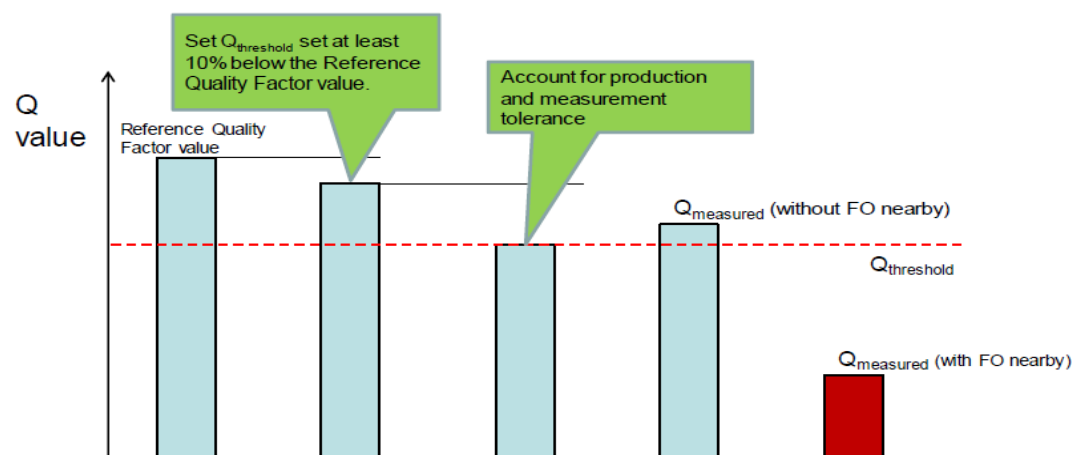 Set Qthreshold set at least
10% below the Reference
Quality Factor value.
Account for production
and measurement
tolerance
Q
value
Reference Quality
Factor value
Qmeasured (without FO nearby)
Qthreshold
Qmeasured (with FO nearby)